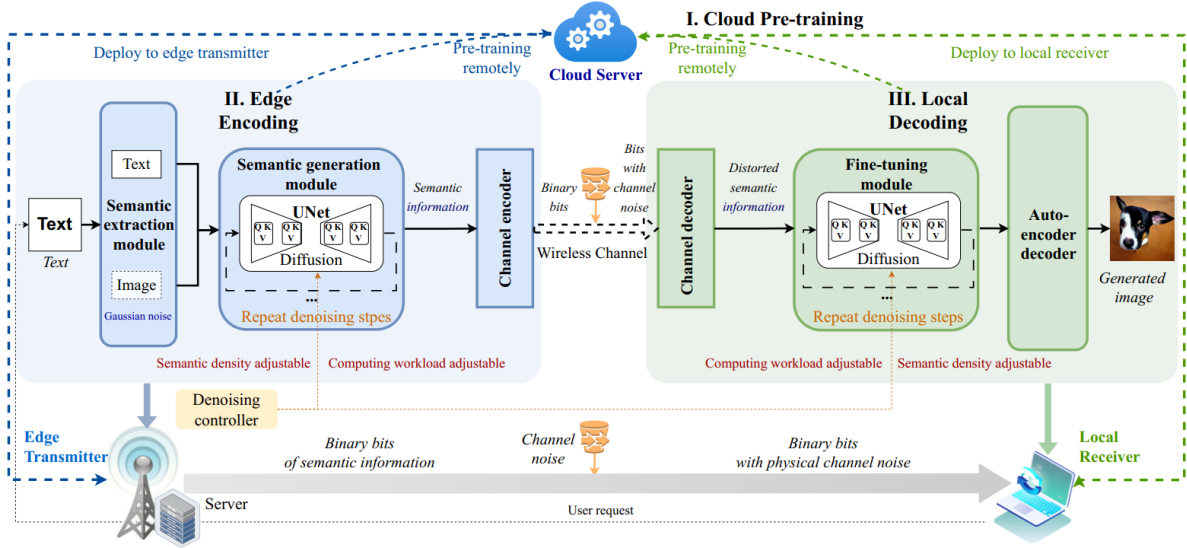 I. Cloud Pre-training
Deploy to edge transmitter
Pre-training
remotely
Cloud Server
Pre-training
remotely
Deploy to local receiver
II. Edge
Encoding
Text
Text
Semantic
extraction
module
Text
Image
Gaussian noise
Semantic generation
module
UNet
Q K
V
Q K
V
Q K
V
Q K
V
Diffusion
...
Repeat denoising stpes
Semantic
information
Channel encoder
Semantic density adjustable
Computing workload adjustable
Binary
bits
Bits
with
channel
noise
Wireless Channel
III. Local
Decoding
Channel decoder
Distorted
semantic
information
Fine-tuning
module
UNet
Q K
V
Q K
V
Q K
V
Q K
V
Diffusion
...
Repeat denoising steps
Auto-
encoder
decoder
Generated
image
Computing workload adjustable
Semantic density adjustable
Denoising
controller
Edge
Transmitter
Binary bits
of semantic information
Channel
noise
Binary bits
with physical channel noise
Local
Receiver
Server
User request